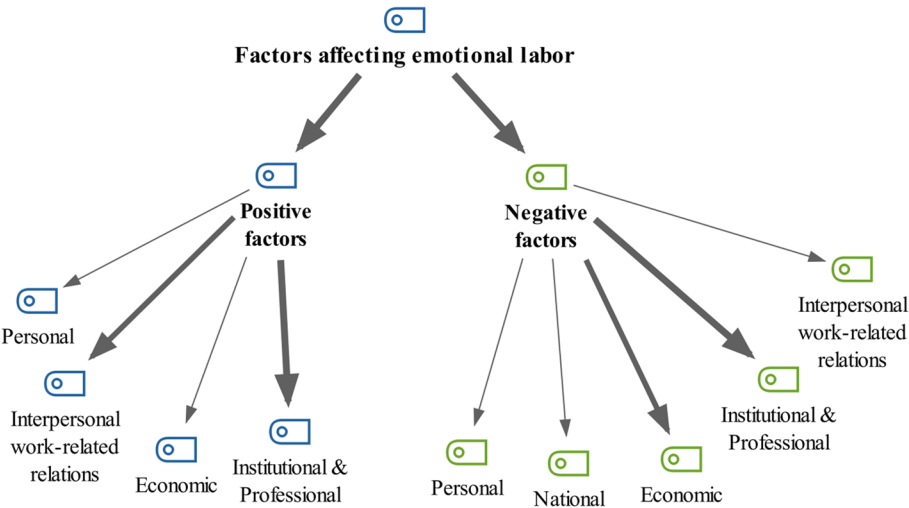 Factors affecting emotional labor
Positive
factors
Negative
factors
Personal
Interpersonal
work-related
relations
Economic
Institutional &
Professional
Personal
National
Economic
Institutional &
Professional
Interpersonal
work-related
relations